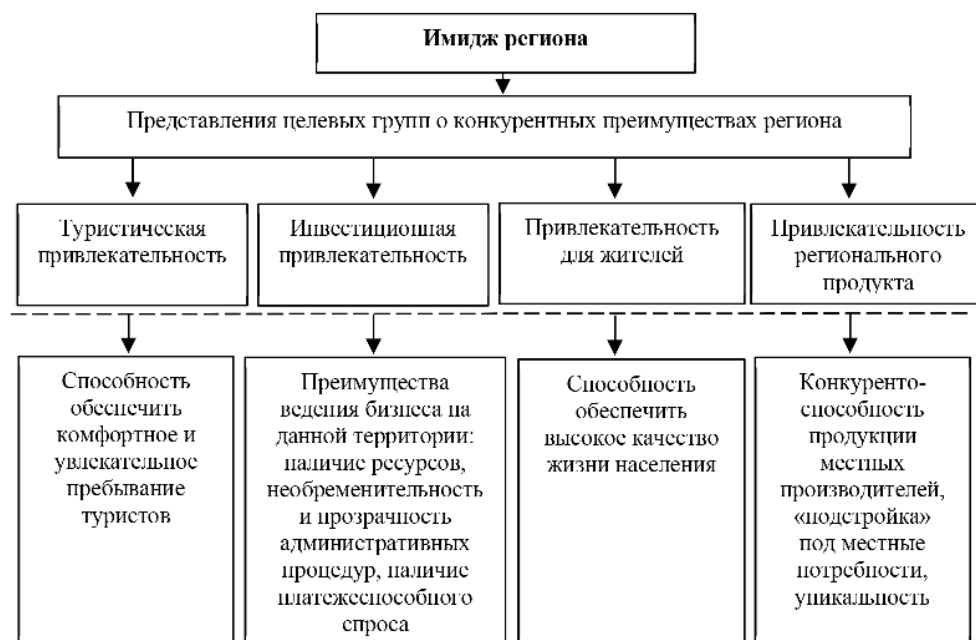 Имидж региона
Представления целевых групп о конкурентных преимуществах региона
Туристическая
привлекательность
Инвестиционная
привлекательность
Привлекательность
для жителей
Привлекательность
регионального
продукта
Способность
обеспечить
комфортное и
увлекательное
пребывание
туристов
Преимущества
ведения бизнеса на
данной территории:
наличие ресурсов,
необременительность
и прозрачность
административных
процедур, наличие
платежеспособного
спроса
Способность
обеспечить
высокое качество
жизни населения
Конкуренто-
способность
продукции
местных
производителей,
«подстройка»
под местные
потребности,
уникальность